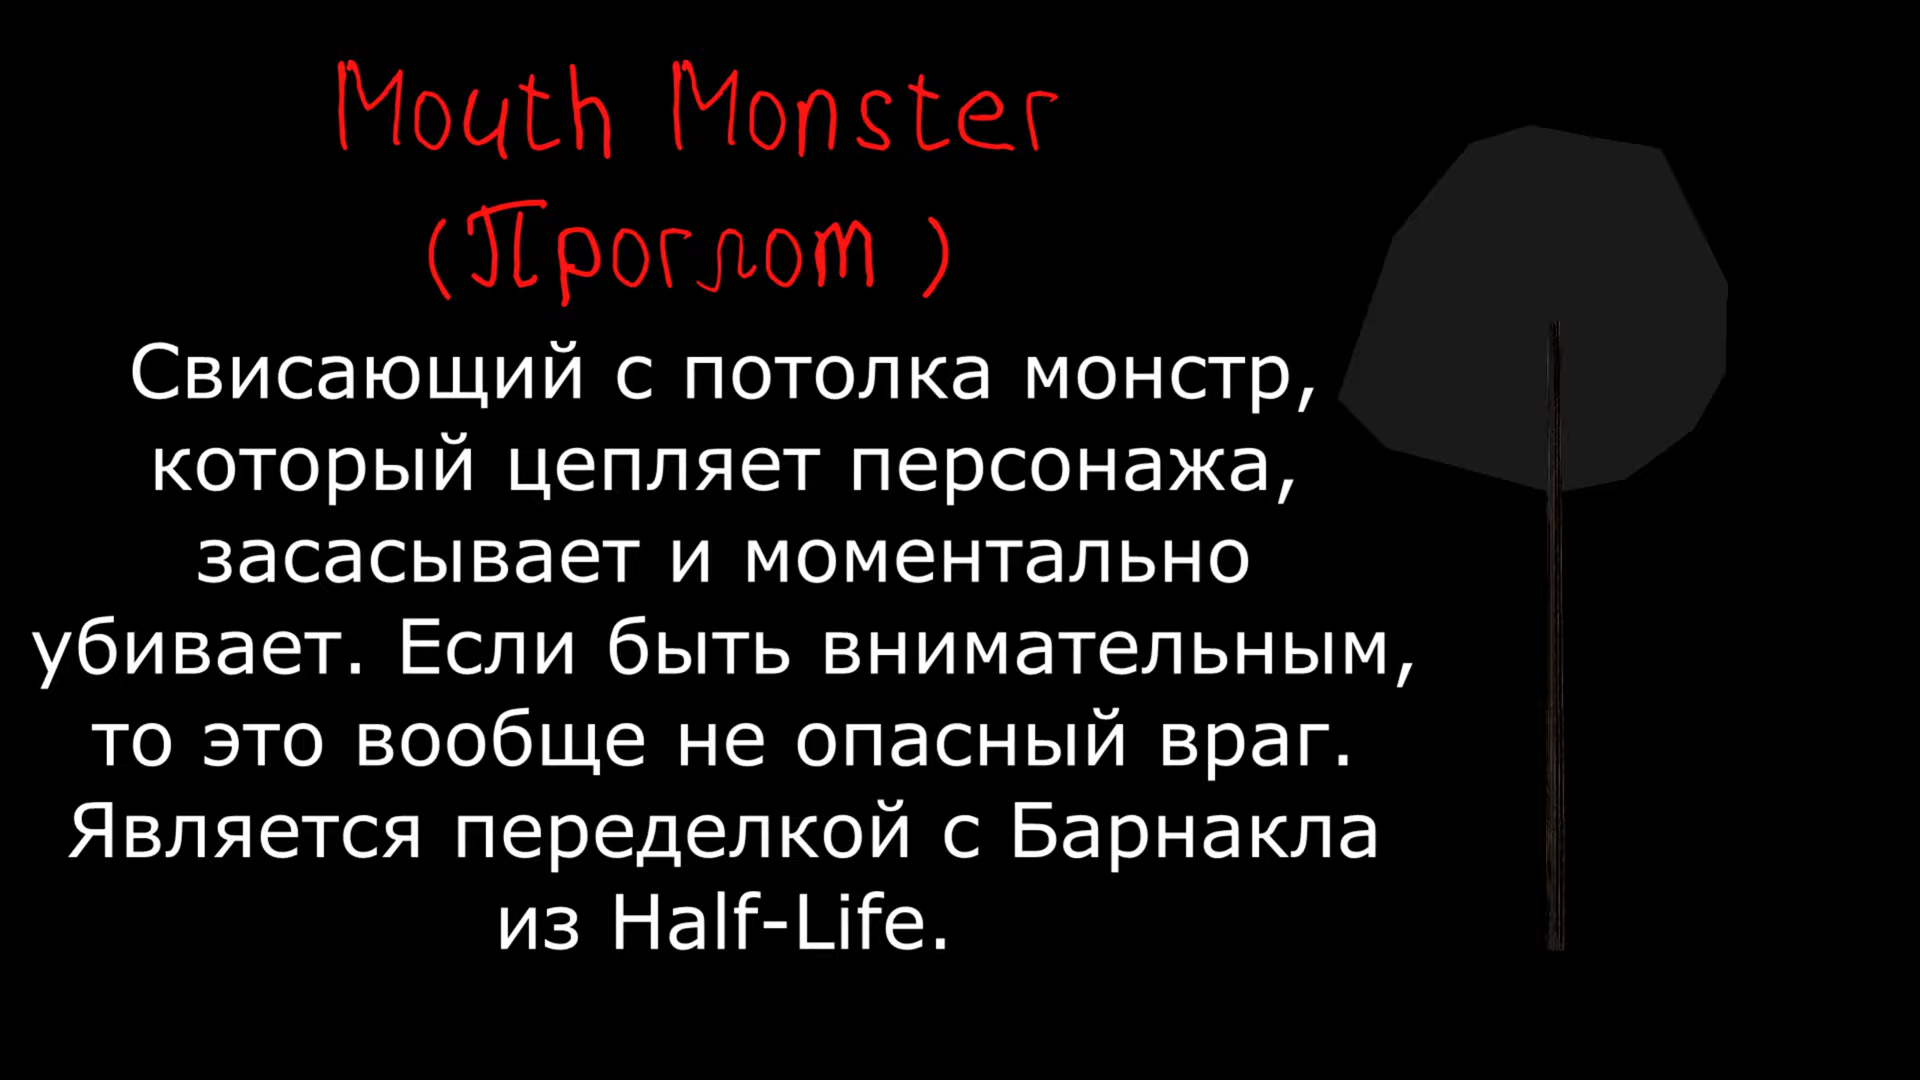 Mouth Monster
(Проглот)
Свисающий с потолка монстр,
который цепляет персонажа,
засасывает и моментально
убивает. Если быть внимательным,
то это вообще не опасный враг.
Является переделкой с Барнакла
из Half-Life.